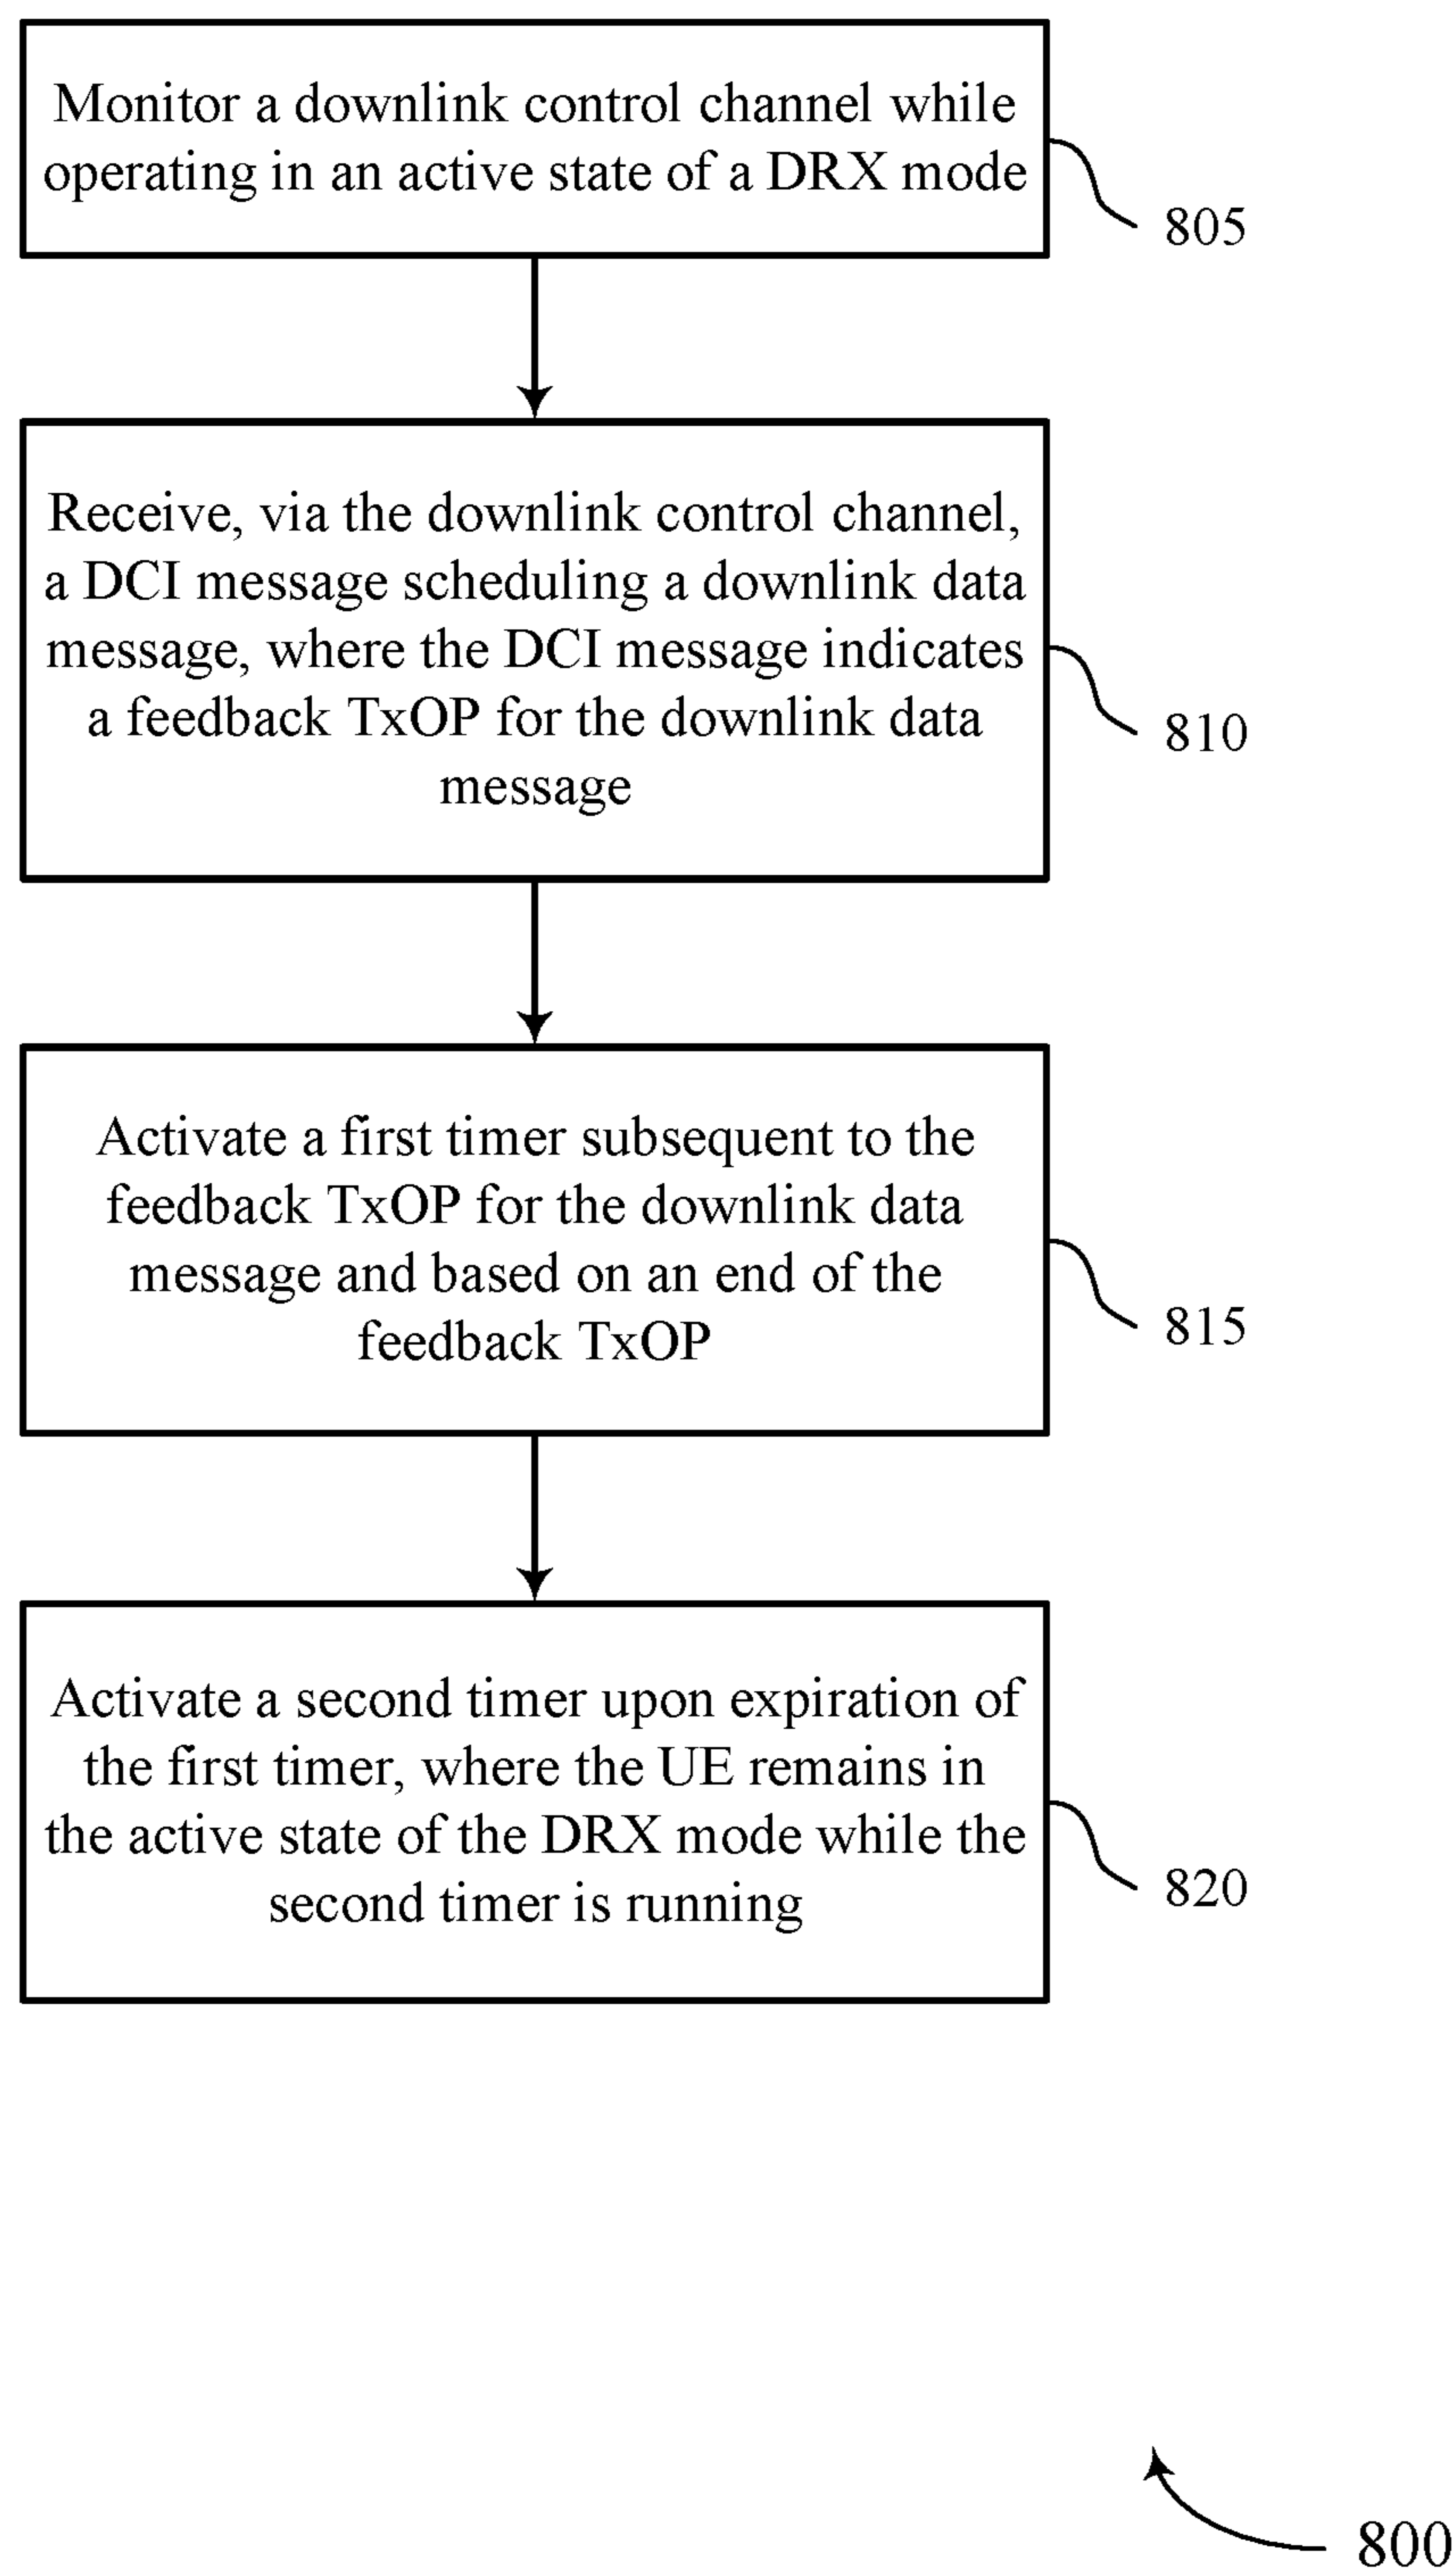 Monitor a downlink control channel while
operating in an active state of a DRX mode
805
Receive, via the downlink control channel,
a DCI message scheduling a downlink data
message, where the DCI message indicates
a feedback TxOP for the downlink data
message
810
Activate a first timer subsequent to the
feedback TxOP for the downlink data
message and based on an end of the
feedback TxOP
815
Activate a second timer upon expiration of
the first timer, where the UE remains in
the active state of the DRX mode while the
second timer is running
820
800